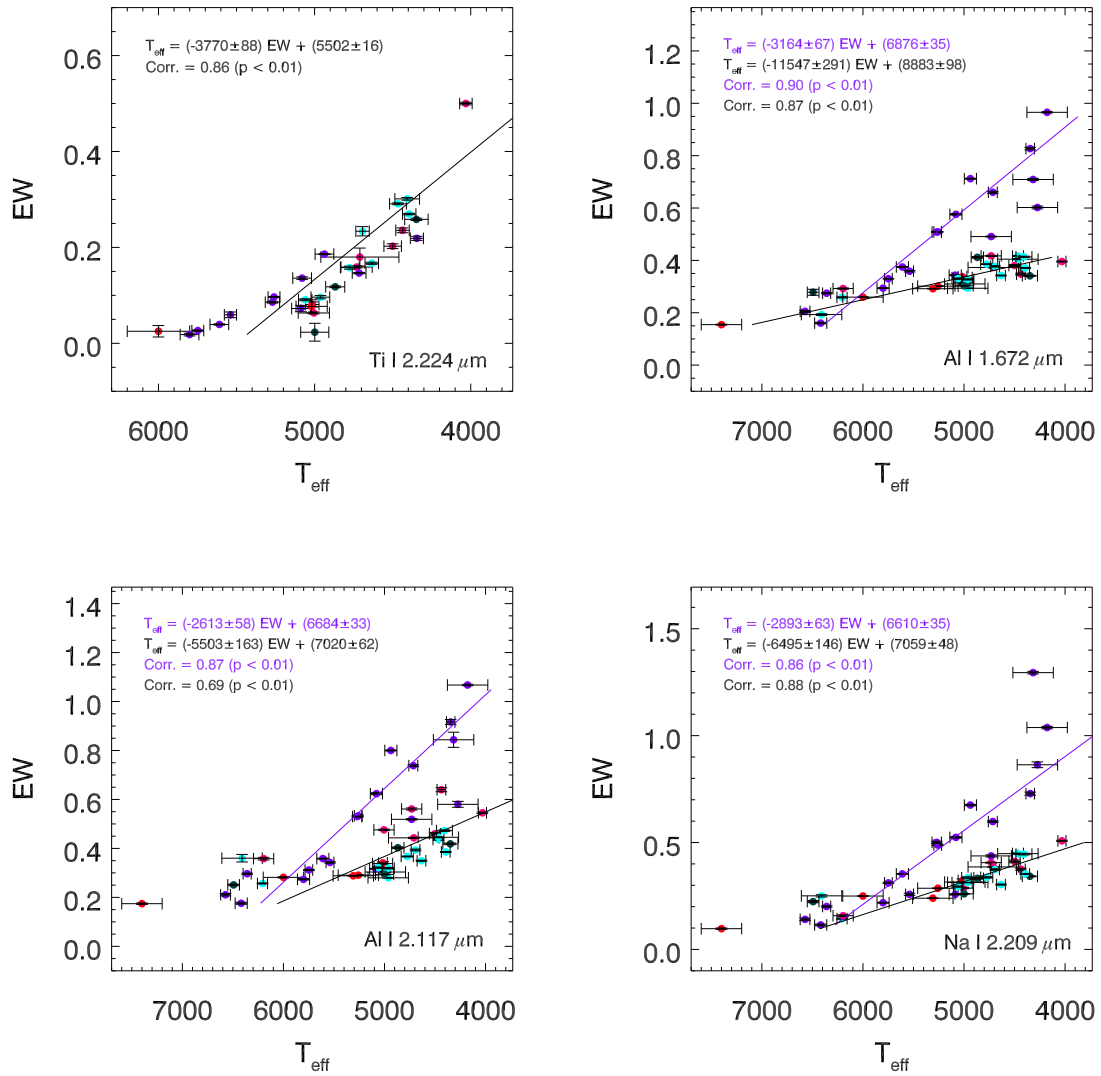 T_eff = (-3770±88) EW + (5502±16)
Corr. = 0.86 (p < 0.01)
0.6
0.4
0.2
0.0
EW
Ti I 2.224 μm
6000 5000 4000
T_eff
T_eff = (-3164±67) EW + (6876±35)
T_eff = (-11547±291) EW + (8883±98)
Corr. = 0.90 (p < 0.01)
Corr. = 0.87 (p < 0.01)
1.2
1.0
0.8
0.6
0.4
0.2
0.0
EW
Al I 1.672 μm
7000 6000 5000 4000
T_eff
T_eff = (-2613±58) EW + (6684±33)
T_eff = (-5503±163) EW + (7020±62)
Corr. = 0.87 (p < 0.01)
Corr. = 0.69 (p < 0.01)
1.4
1.2
1.0
0.8
0.6
0.4
0.2
0.0
EW
Al I 2.117 μm
7000 6000 5000 4000
T_eff
T_eff = (-2893±63) EW + (6610±35)
T_eff = (-6495±146) EW + (7059±48)
Corr. = 0.86 (p < 0.01)
Corr. = 0.88 (p < 0.01)
1.5
1.0
0.5
0.0
EW
Na I 2.209 μm
7000 6000 5000 4000
T_eff